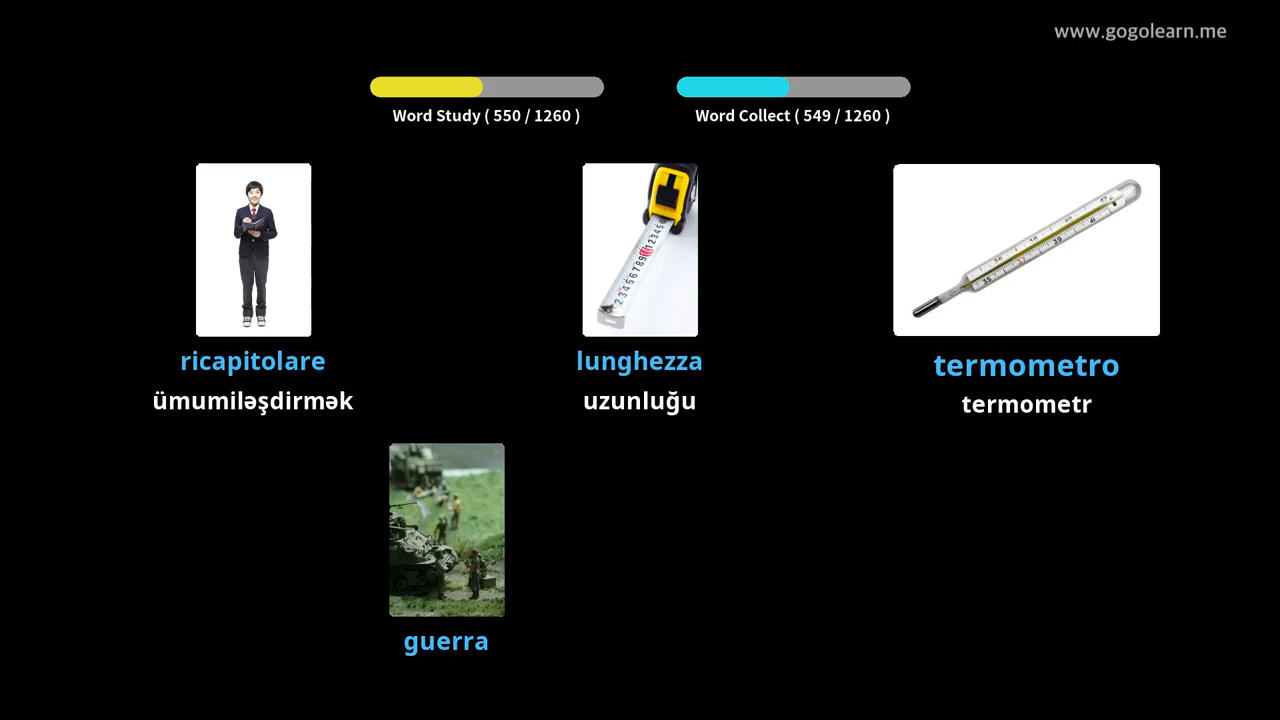 www.gogolearn.me
Word Study ( 550 / 1260 )
Word Collect ( 549 / 1260 )
ricapitolare
ümumiləşdirmək
lunghezza
uzunluğu
termometro
termometr
guerra